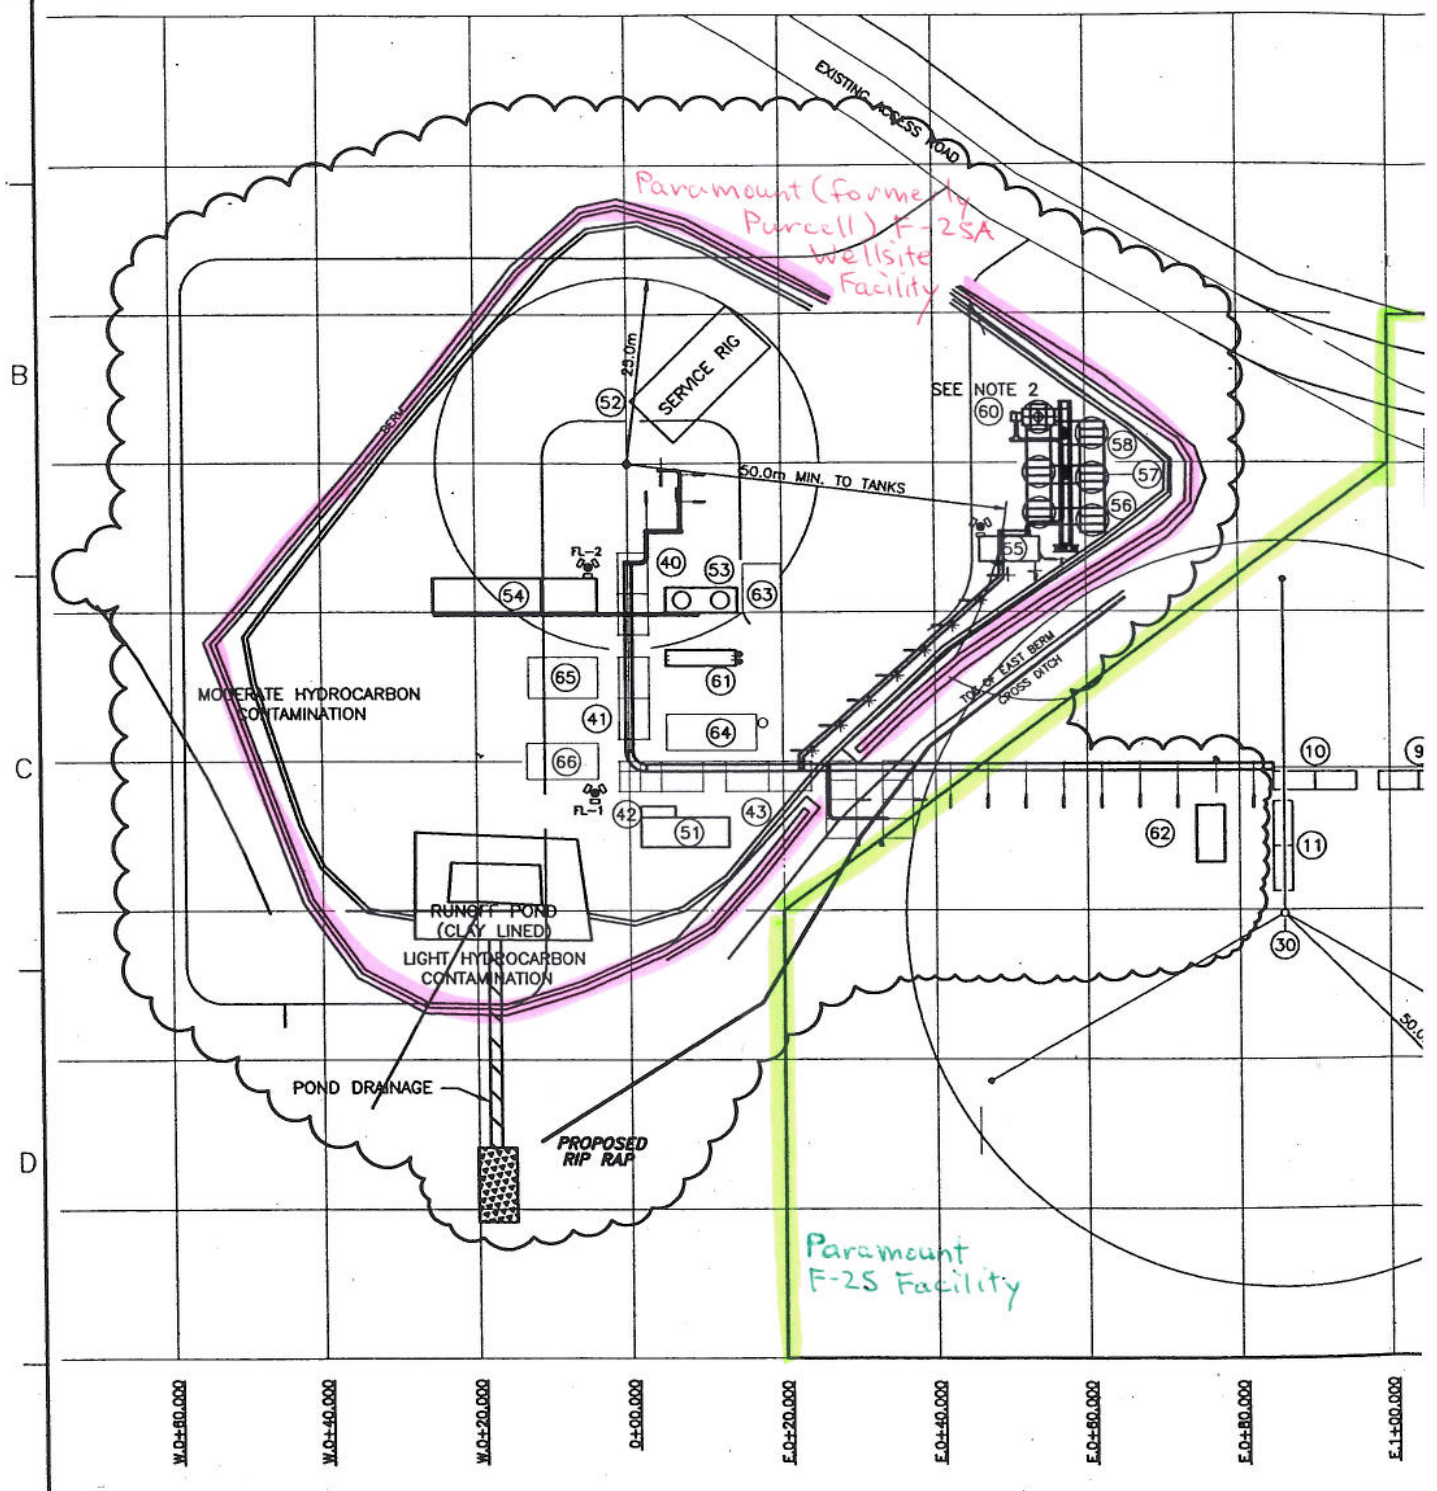 EXISTING ACCESS ROAD
Paramount (formerly
Purcell) F-25A
Wellsite
Facility
B
25.0m
SERVICE RIG
52
SEE NOTE 2
60
58
57
56
BERM
50.0m MIN. TO TANKS
55
FL-2
40
53
54
63
65
61
MODERATE HYDROCARBON
CONTAMINATION
41
64
TOE OF EAST BERM
CROSS DITCH
C
66
10
9
FL-1
42
43
51
62
11
RUNOFF POND
(CLAY LINED)
30
LIGHT HYDROCARBON
CONTAMINATION
50.0
POND DRAINAGE
D
PROPOSED
RIP RAP
Paramount
F-25 Facility
W.0+60.000
W.0+40.000
W.0+20.000
0+00.000
E.0+20.000
E.0+40.000
E.0+60.000
E.0+80.000
E.1+00.000